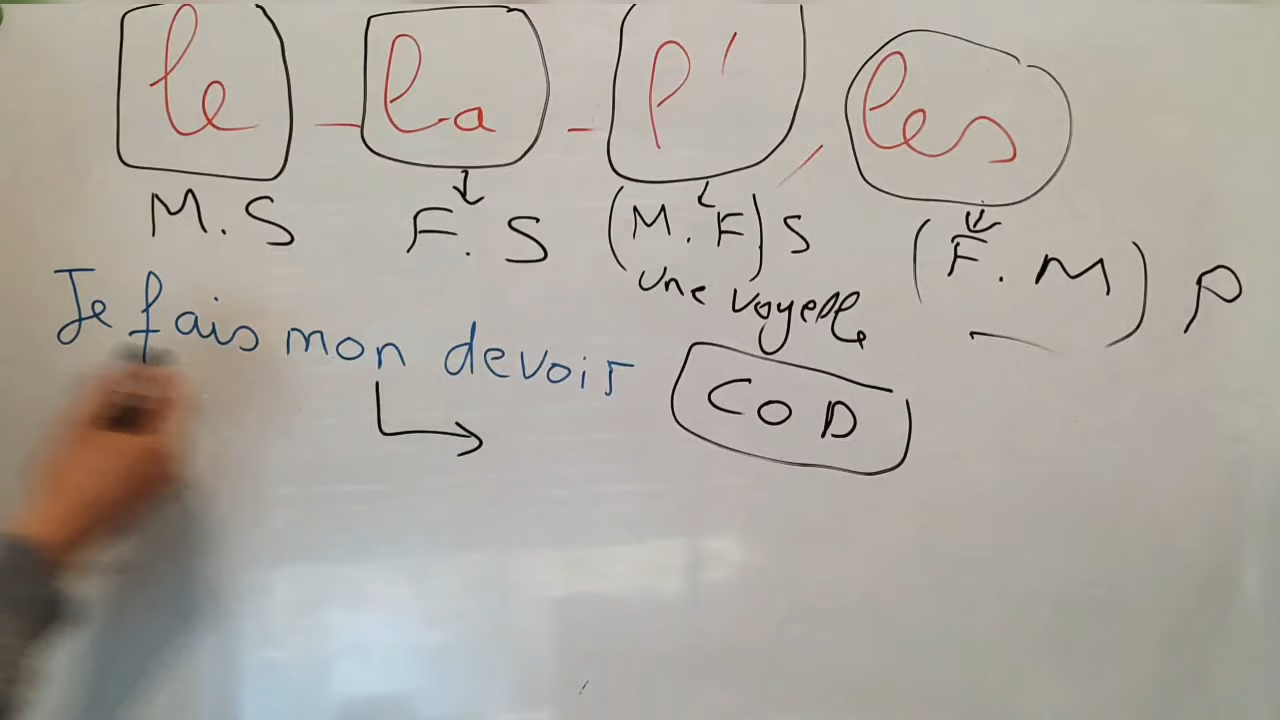 le - la - l' , les
M.S F.S (M.F) S (F.M) P
une voyelle
Je fais mon devoir
COD